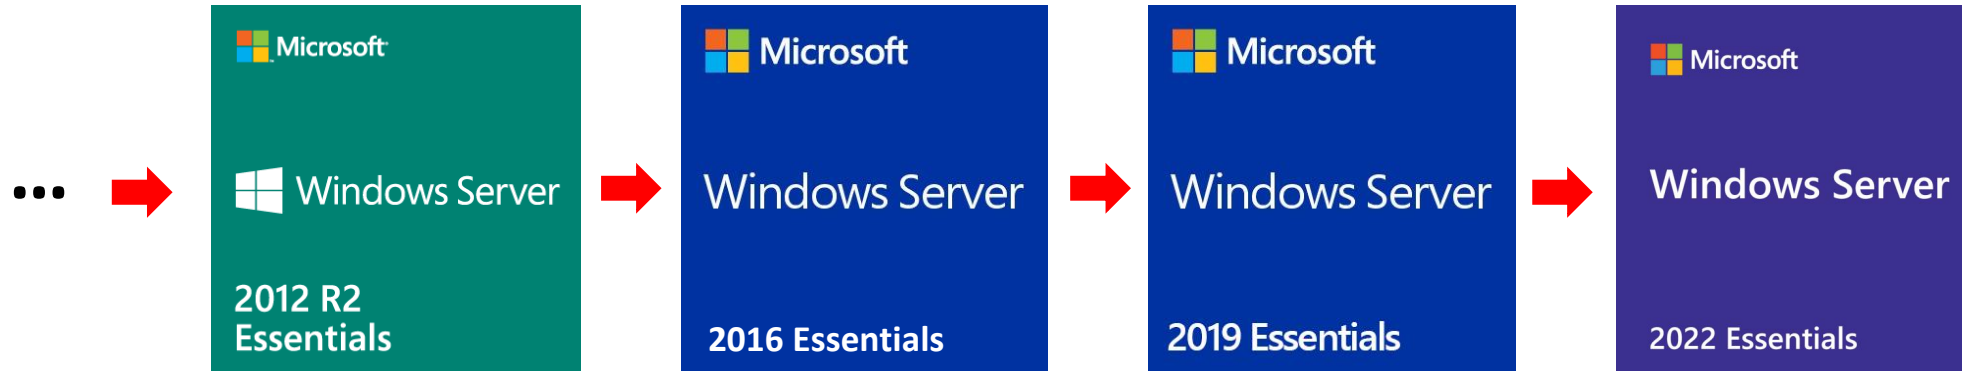 ...
Microsoft
Windows Server
2012 R2
Essentials
Microsoft
Windows Server
2016 Essentials
Microsoft
Windows Server
2019 Essentials
Microsoft
Windows Server
2022 Essentials